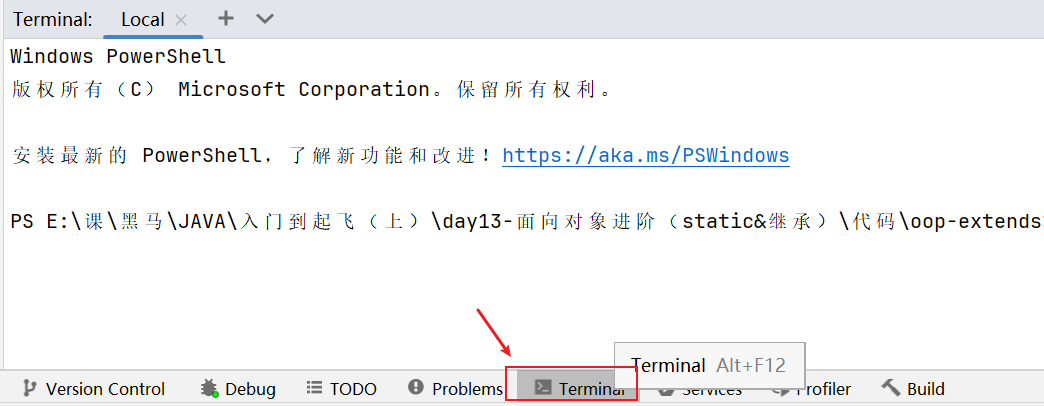 Terminal: Local
Windows PowerShell
版权所有（C） Microsoft Corporation。保留所有权利。
安装最新的 PowerShell，了解新功能和改进！https://aka.ms/PSWindows
PS E:\课\黑马\JAVA\入门到起飞（上）\day13-面向对象进阶（static&继承）\代码\oop-extends
Terminal Alt+F12
Version Control Debug TODO Problems Terminal Services Profiler Build